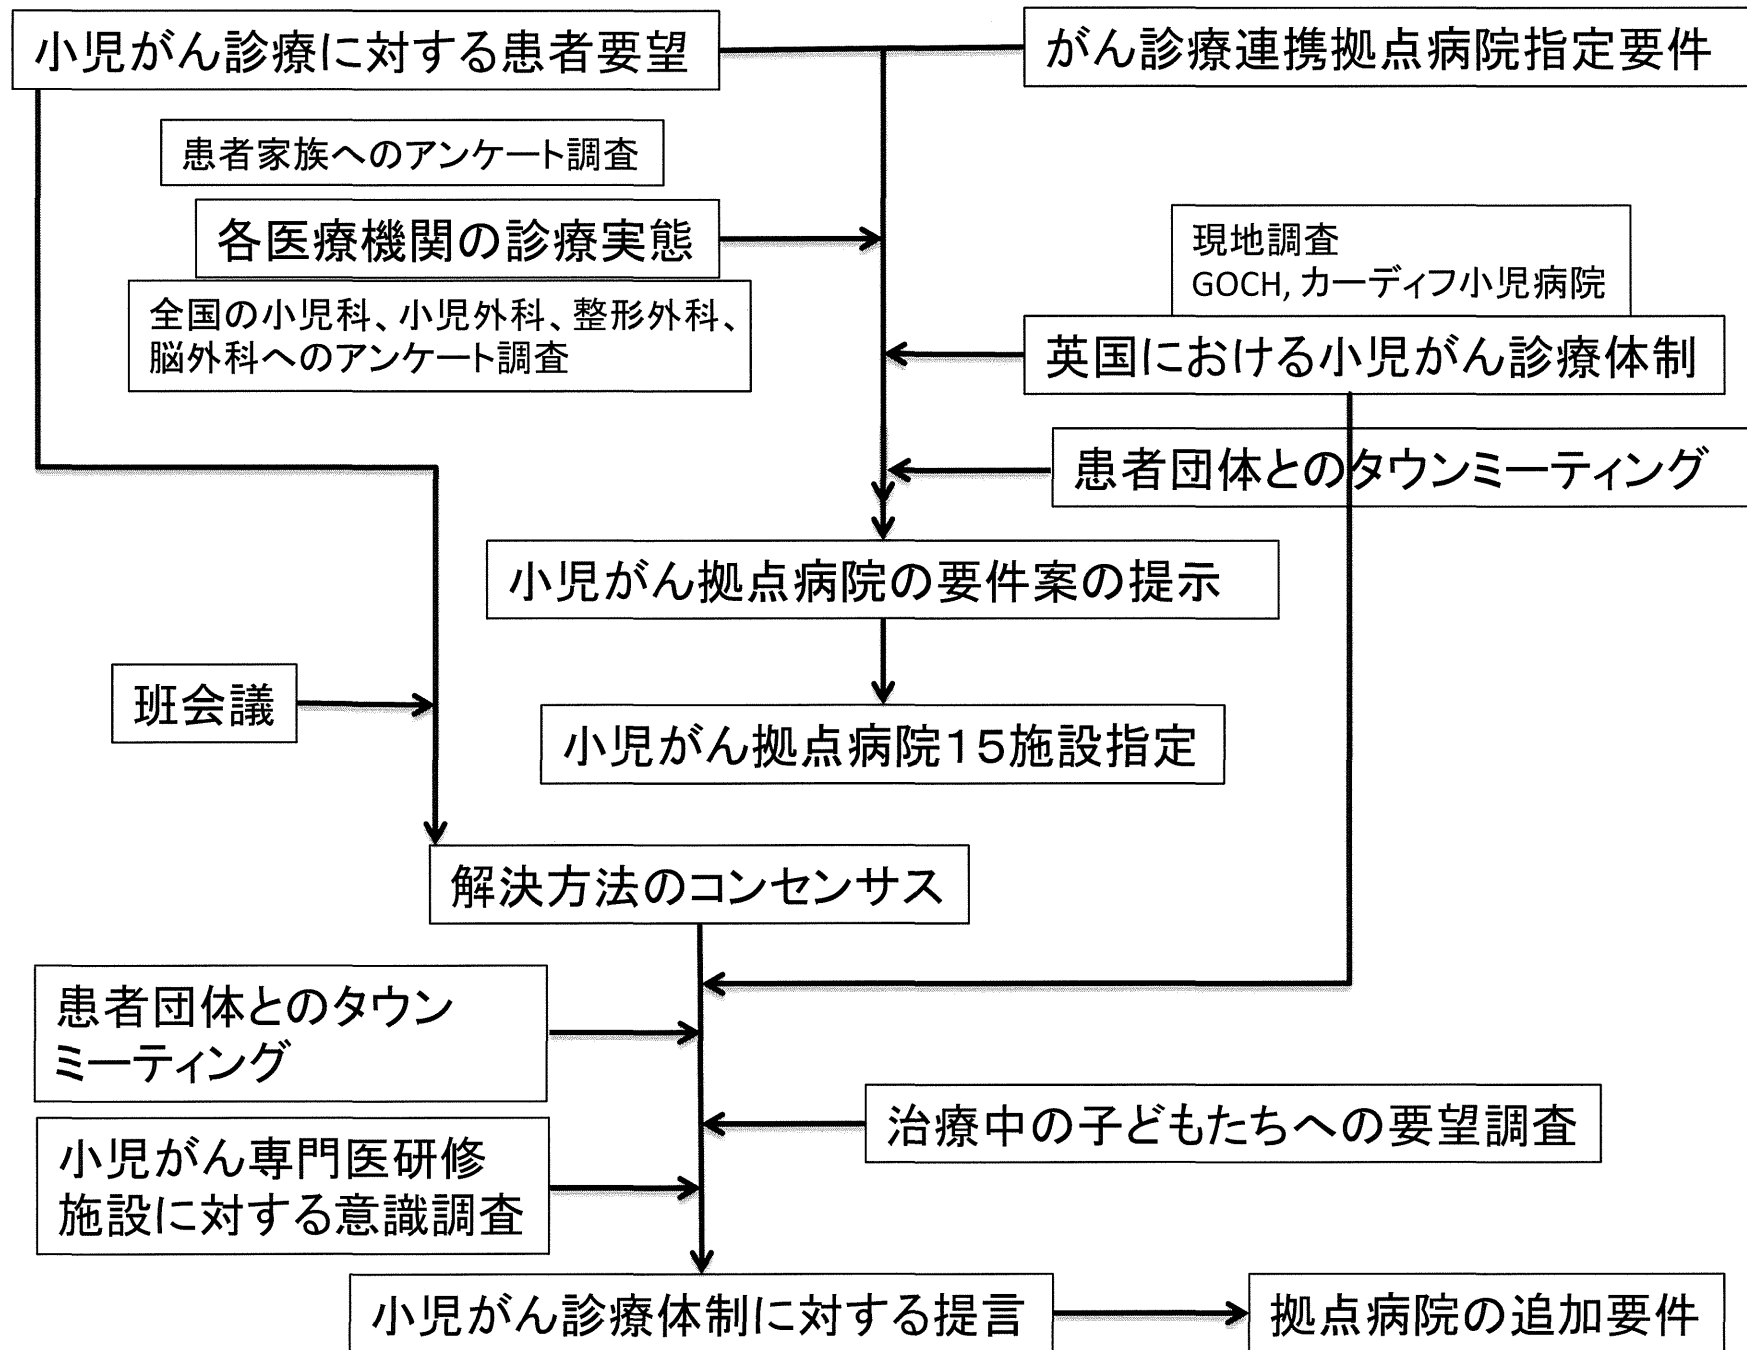 小児がん診療に対する患者要望
がん診療連携拠点病院指定要件
患者家族へのアンケート調査
各医療機関の診療実態
全国の小児科、小児外科、整形外科、
脳外科へのアンケート調査
現地調査
GOCH, カーディフ小児病院
英国における小児がん診療体制
患者団体とのタウンミーティング
小児がん拠点病院の要件案の提示
班会議
小児がん拠点病院15施設指定
解決方法のコンセンサス
患者団体とのタウン
ミーティング
治療中の子どもたちへの要望調査
小児がん専門医研修
施設に対する意識調査
小児がん診療体制に対する提言
拠点病院の追加要件